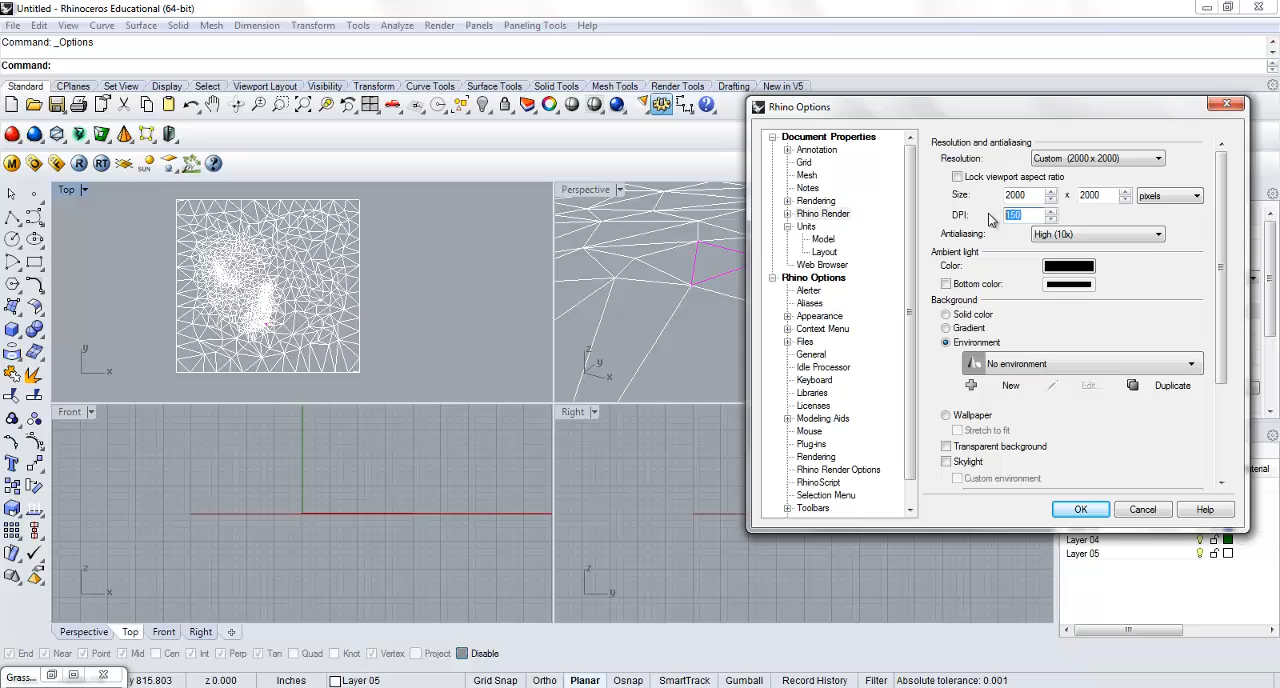 Untitled - Rhinoceros Educational (64-bit)
File Edit View Curve Surface Solid Mesh Dimension Transform Tools Analyze Render Panels Paneling Tools Help
Command: _Options
Command:
Standard CPlanes Set View Display Select Viewport Layout Visibility Transform Curve Tools Surface Tools Solid Tools Mesh Tools Render Tools Drafting New in V5
Rhino Options
Document Properties
Annotation
Grid
Mesh
Notes
Rendering
Rhino Render
Units
Model
Layout
Web Browser
Rhino Options
Alerter
Aliases
Appearance
Context Menu
Files
General
Idle Processor
Keyboard
Libraries
Licenses
Modeling Aids
Mouse
Plug-ins
Rendering
Rhino Render Options
RhinoScript
Selection Menu
Toolbars
Resolution and antialiasing
Resolution: Custom (2000 x 2000)
Lock viewport aspect ratio
Size: 2000 x 2000 pixels
DPI: 150
Antialiasing: High (10x)
Ambient light
Color:
Bottom color:
Background
Solid color
Gradient
Environment
No environment
New Edit... Duplicate
Wallpaper
Stretch to fit
Transparent background
Skylight
Custom environment
OK Cancel Help
M R RT SUN
Top
y
x
Perspective
z
y
x
Front
z
x
Right
z
y
Layer 04
Layer 05
Perspective Top Front Right
End Near Point Mid Cen Int Perp Tan Quad Knot Vertex Project Disable
Grass... y 815.803 z 0.000 Inches Layer 05 Grid Snap Ortho Planar Osnap SmartTrack Gumball Record History Filter Absolute tolerance: 0.001